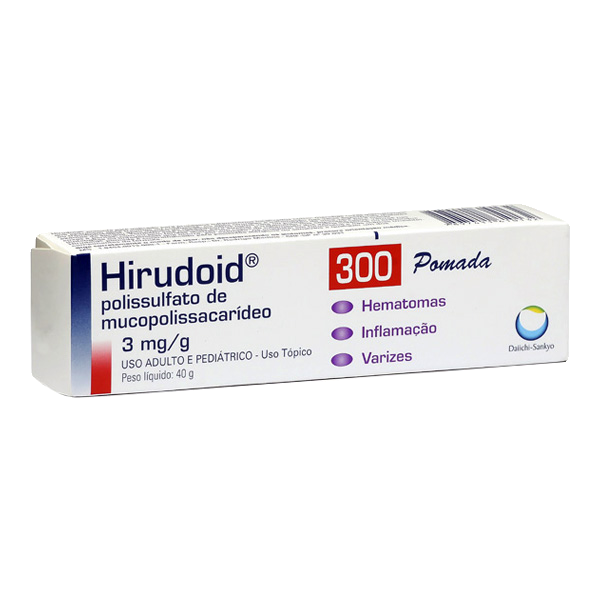 Hirudoid®
polissulfato de
mucopolissacarídeo
3 mg/g
USO ADULTO E PEDIÁTRICO - Uso Tópico
Peso líquido: 40 g
300 Pomada
Hematomas
Inflamação
Varizes
Daiichi-Sankyo